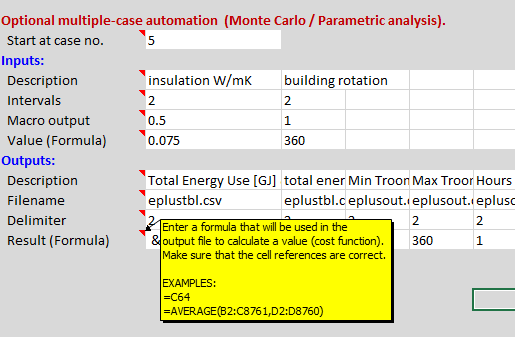 Optional multiple-case automation (Monte Carlo / Parametric analysis).
Start at case no. 5
Inputs:
Description insulation W/mK building rotation
Intervals 2 2
Macro output 0.5 1
Value (Formula) 0.075 360
Outputs:
Description Total Energy Use [GJ] total ener Min Troon Max Troor Hours
Filename eplustbl.csv eplustbl.c eplusout. eplusout. eplusc
Delimiter 2 2 2
Result (Formula) & 360 1
Enter a formula that will be used in the
output file to calculate a value (cost function).
Make sure that the cell references are correct.
EXAMPLES:
=C64
=AVERAGE(B2:C8761,D2:D8760)